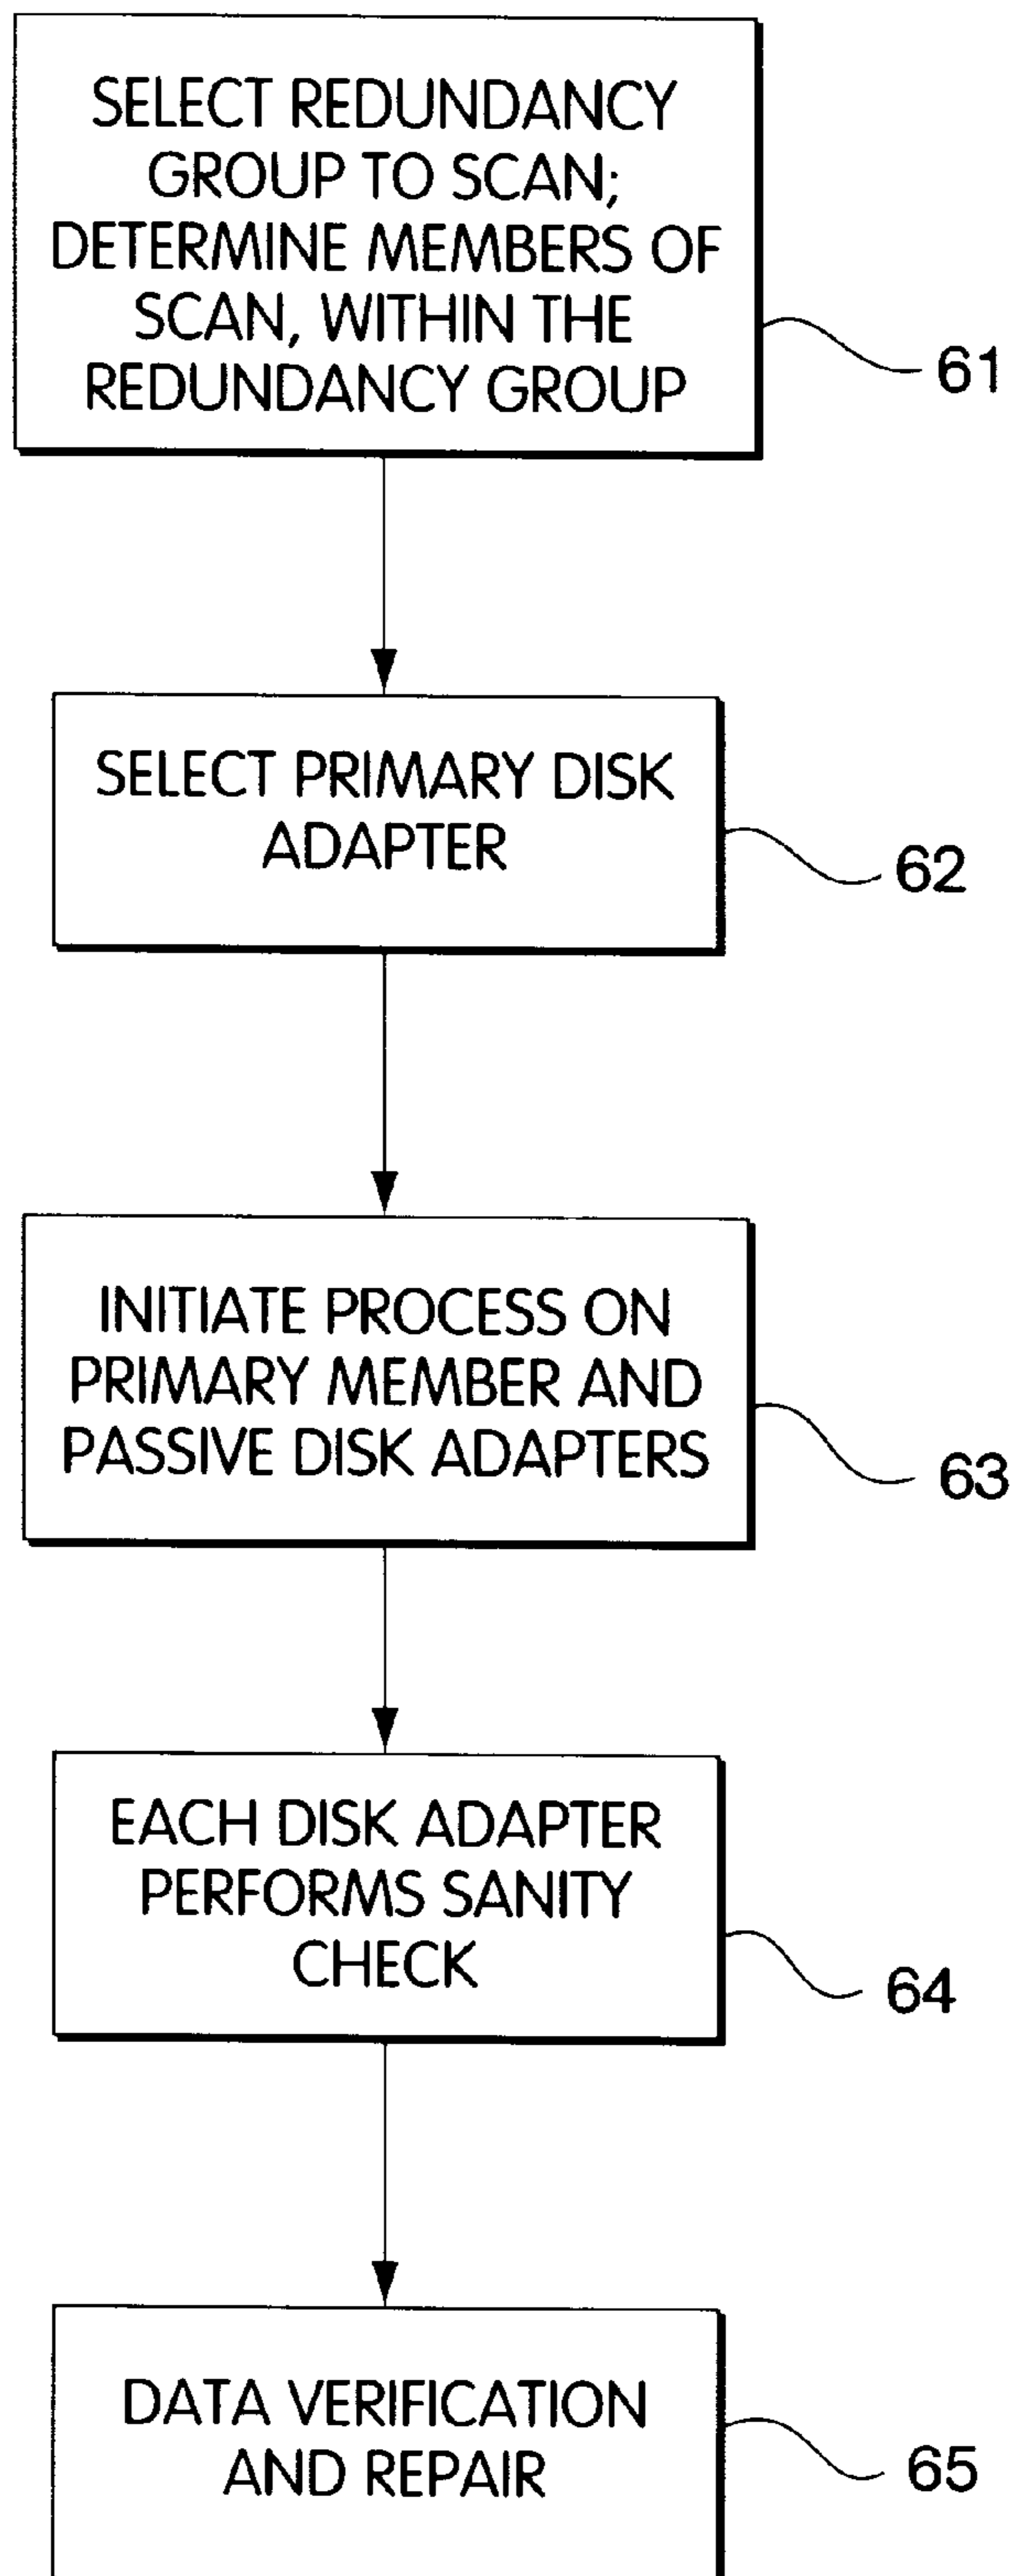 SELECT REDUNDANCY
GROUP TO SCAN;
DETERMINE MEMBERS OF
SCAN, WITHIN THE
REDUNDANCY GROUP
61
SELECT PRIMARY DISK
ADAPTER
62
INITIATE PROCESS ON
PRIMARY MEMBER AND
PASSIVE DISK ADAPTERS
63
EACH DISK ADAPTER
PERFORMS SANITY
CHECK
64
DATA VERIFICATION
AND REPAIR
65